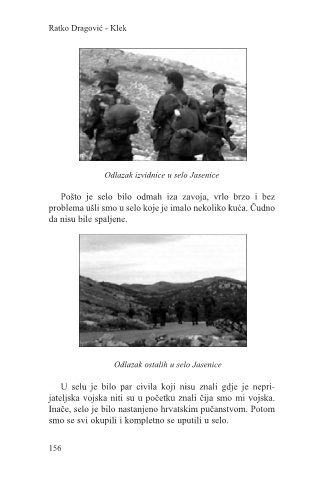 Ratko Dragović - Klek
Odlazak izvidnice u selo Jasenice
Pošto je selo bilo odmah iza zavoja, vrlo brzo i bez
problema ušli smo u selo koje je imalo nekoliko kuća. Čudno
da nisu bile spaljene.
Odlazak ostalih u selo Jasenice
U selu je bilo par civila koji nisu znali gdje je nepri-
jateljska vojska niti su u početku znali čija smo mi vojska.
Inače, selo je bilo nastanjeno hrvatskim pučanstvom. Potom
smo se svi okupili i kompletno se uputili u selo.
156